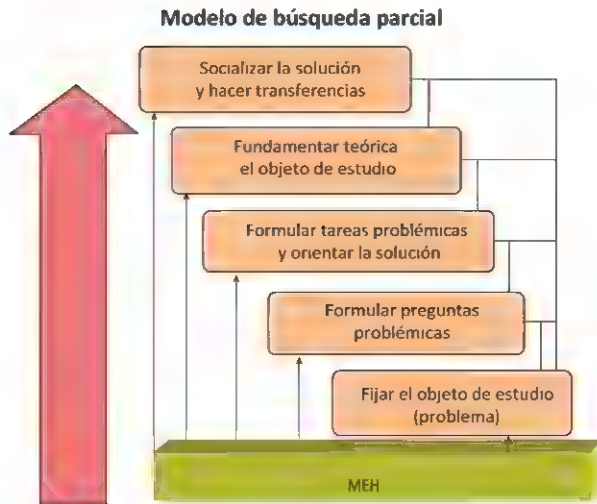 Modelo de búsqueda parcial
Socializar la solución
y hacer transferencias
Fundamentar teórica
el objeto de estudio
Formular tareas problémicas
y orientar la solución
Formular preguntas
problémicas
Fijar el objeto de estudio
(problema)
MEH